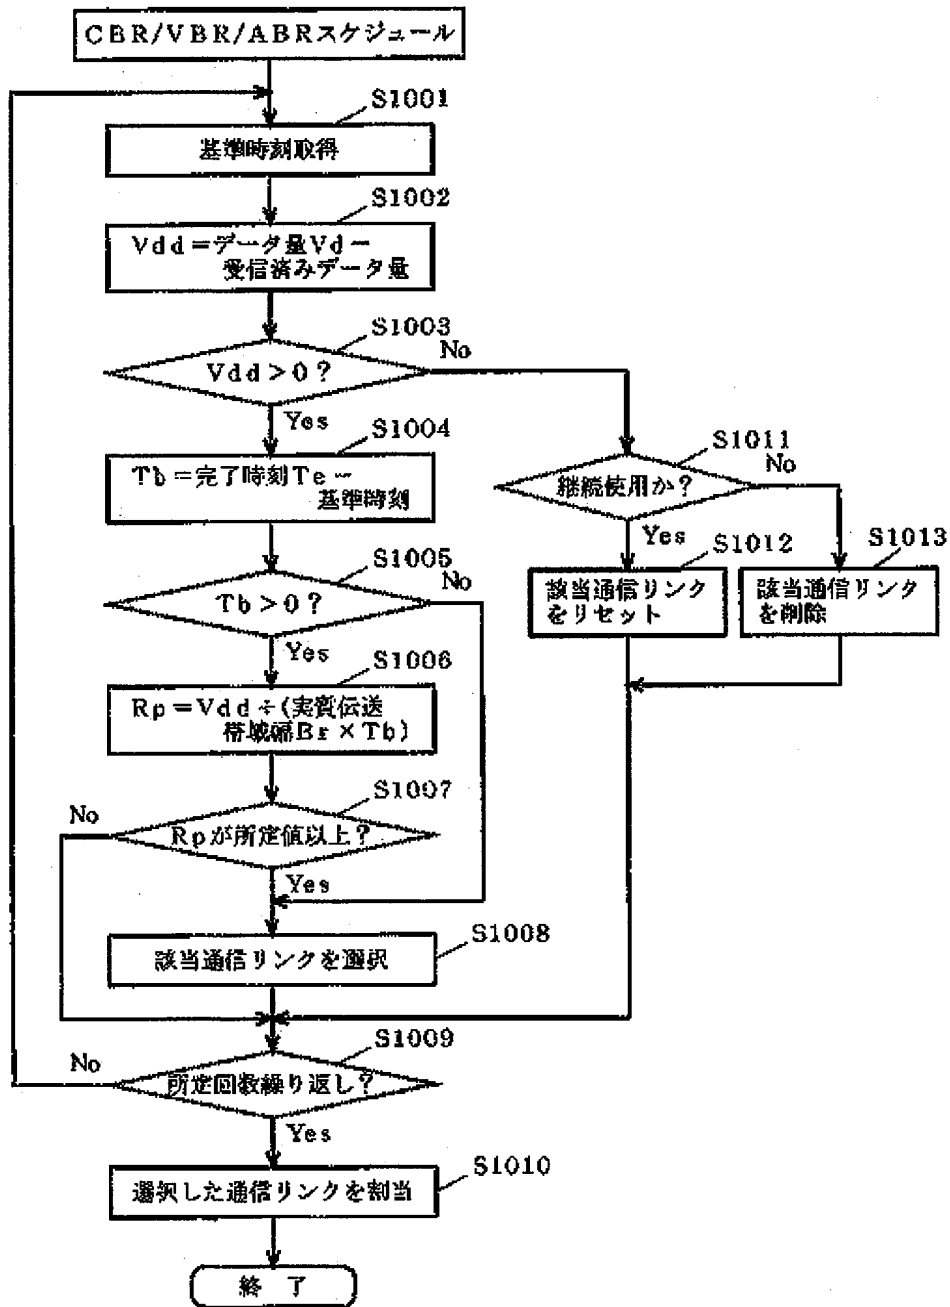 CBR/VBR/ABRスケジュール
S1001
基準時刻取得
S1002
Vdd=データ量Vd-
受信済みデータ量
S1003
Vdd>0?
No
Yes
S1004
Tb=完了時刻Te-
基準時刻
S1011
継続使用か?
No
Yes
S1012
該当通信リンク
をリセット
S1013
該当通信リンク
を削除
S1005
Tb>0?
No
Yes
S1006
Rp=Vdd÷(実質伝送
帯域幅Br×Tb)
S1007
Rpが所定値以上?
No
Yes
S1008
該当通信リンクを選択
S1009
所定回数繰り返し?
No
Yes
S1010
選択した通信リンクを割当
終了